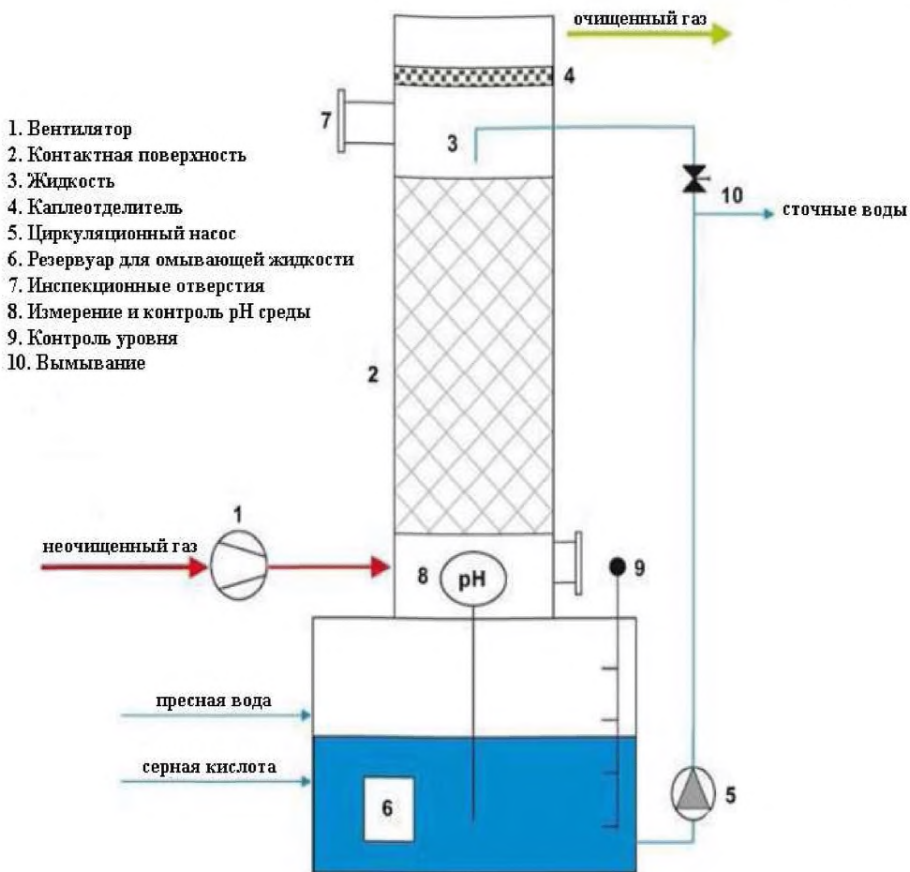 очищенный газ
4
7
1. Вентилятор
2. Контактная поверхность
3. Жидкость
4. Каплеотделитель
5. Циркуляционный насос
6. Резервуар для омывающей жидкости
7. Инспекционные отверстия
8. Измерение и контроль pH среды
9. Контроль уровня
10. Вымывание
3
10
сточные воды
2
1
неочищенный газ
8
pH
9
пресная вода
серная кислота
6
5